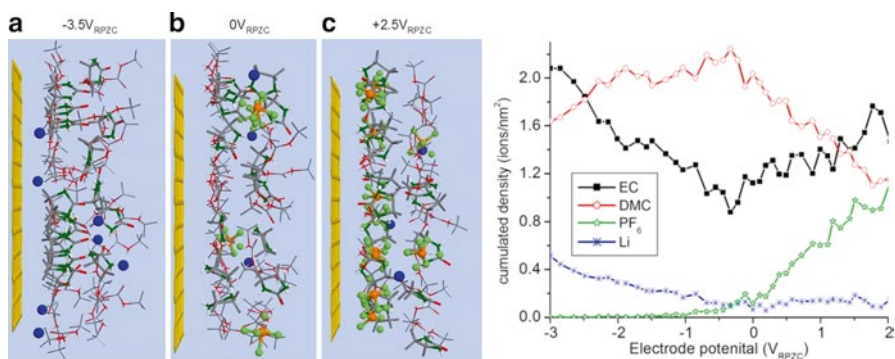 a -3.5V_RPZC b 0V_RPZC c +2.5V_RPZC
cumulated density (ions/nm²)
2.0
1.6
1.2
0.8
0.4
0.0
EC
DMC
PF₆
Li
-3 -2 -1 0 1 2
Electrode potenital (V_RPZC)